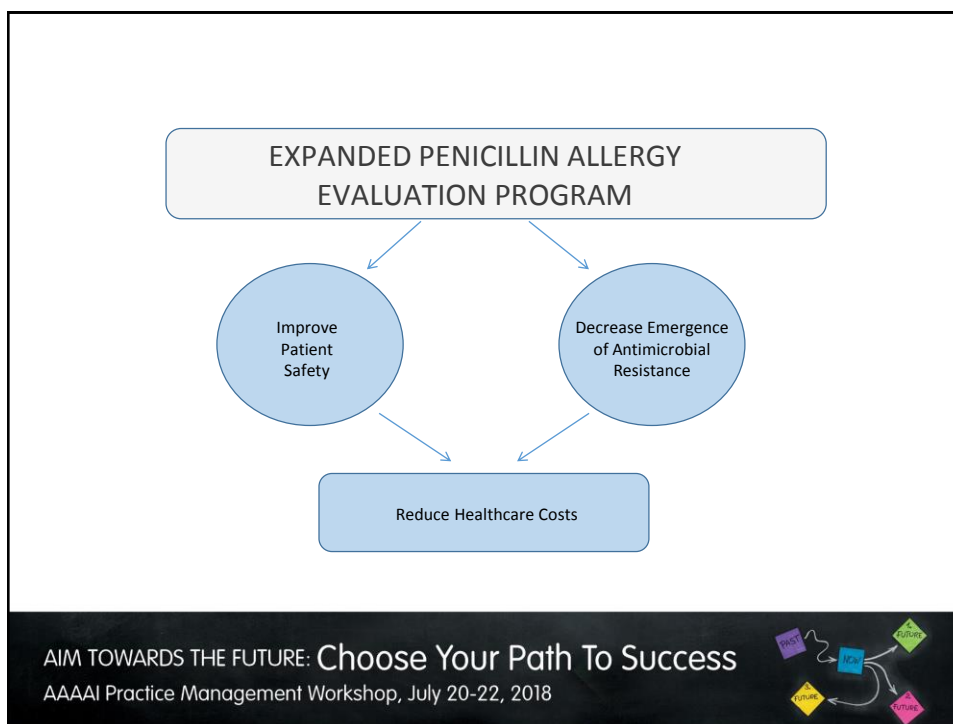 EXPANDED PENICILLIN ALLERGY
EVALUATION PROGRAM
Improve
Patient
Safety
Decrease Emergence
of Antimicrobial
Resistance
Reduce Healthcare Costs
AIM TOWARDS THE FUTURE: Choose Your Path To Success
AAAAI Practice Management Workshop, July 20-22, 2018
PAST
NOW
FUTURE
FUTURE
FUTURE